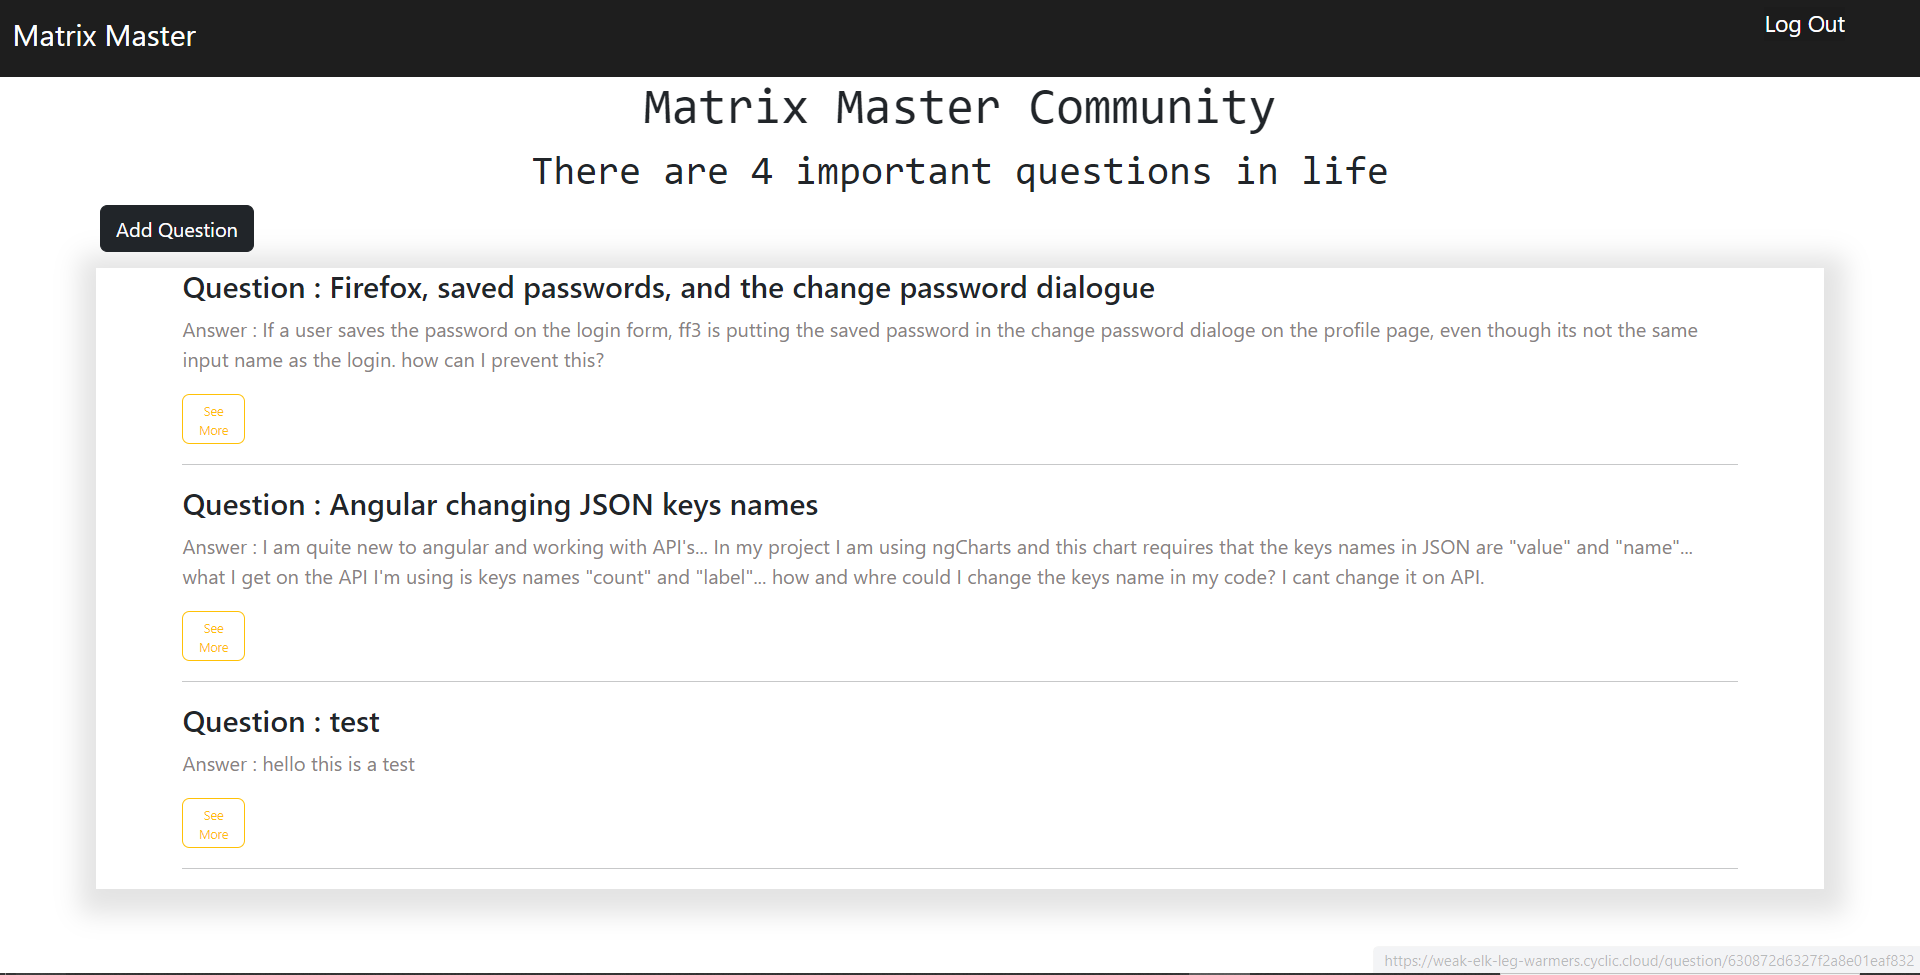 Matrix Master
Log Out
Matrix Master Community
There are 4 important questions in life
Add Question
Question : Firefox, saved passwords, and the change password dialogue
Answer : If a user saves the password on the login form, ff3 is putting the saved password in the change password dialoge on the profile page, even though its not the same
input name as the login. how can I prevent this?
See
More
Question : Angular changing JSON keys names
Answer : I am quite new to angular and working with API's... In my project I am using ngCharts and this chart requires that the keys names in JSON are "value" and "name"...
what I get on the API I'm using is keys names "count" and "label"... how and whre could I change the keys name in my code? I cant change it on API.
See
More
Question : test
Answer : hello this is a test
See
More
https://weak-elk-leg-warmers.cyclic.cloud/question/630872d6327f2a8e01eaf832